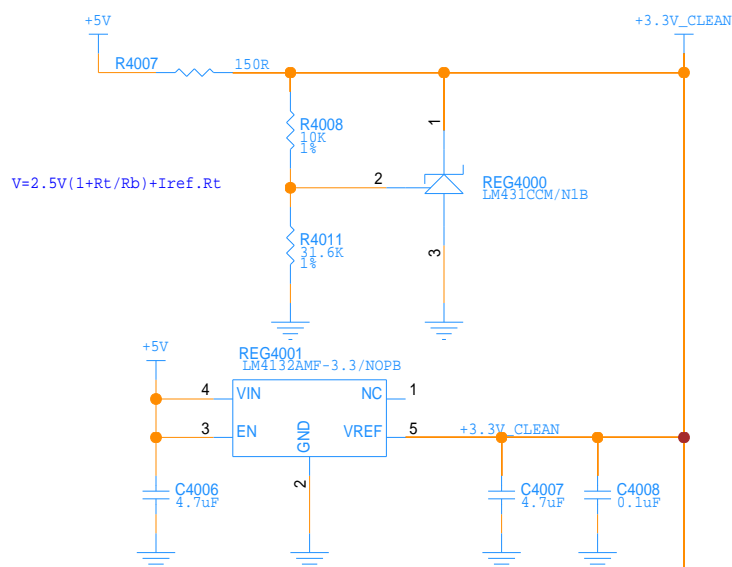 +5V
+3.3V_CLEAN
R4007
150R
R4008
10K
1%
1
V=2.5V(1+Rt/Rb)+Iref.Rt
2
REG4000
LM431CCM/N1B
R4011
31.6K
1%
3
+5V
REG4001
LM4132AMF-3.3/NOPB
4
VIN
NC
1
3
EN
GND
VREF
5
+3.3V_CLEAN
2
C4006
4.7uF
C4007
4.7uF
C4008
0.1uF